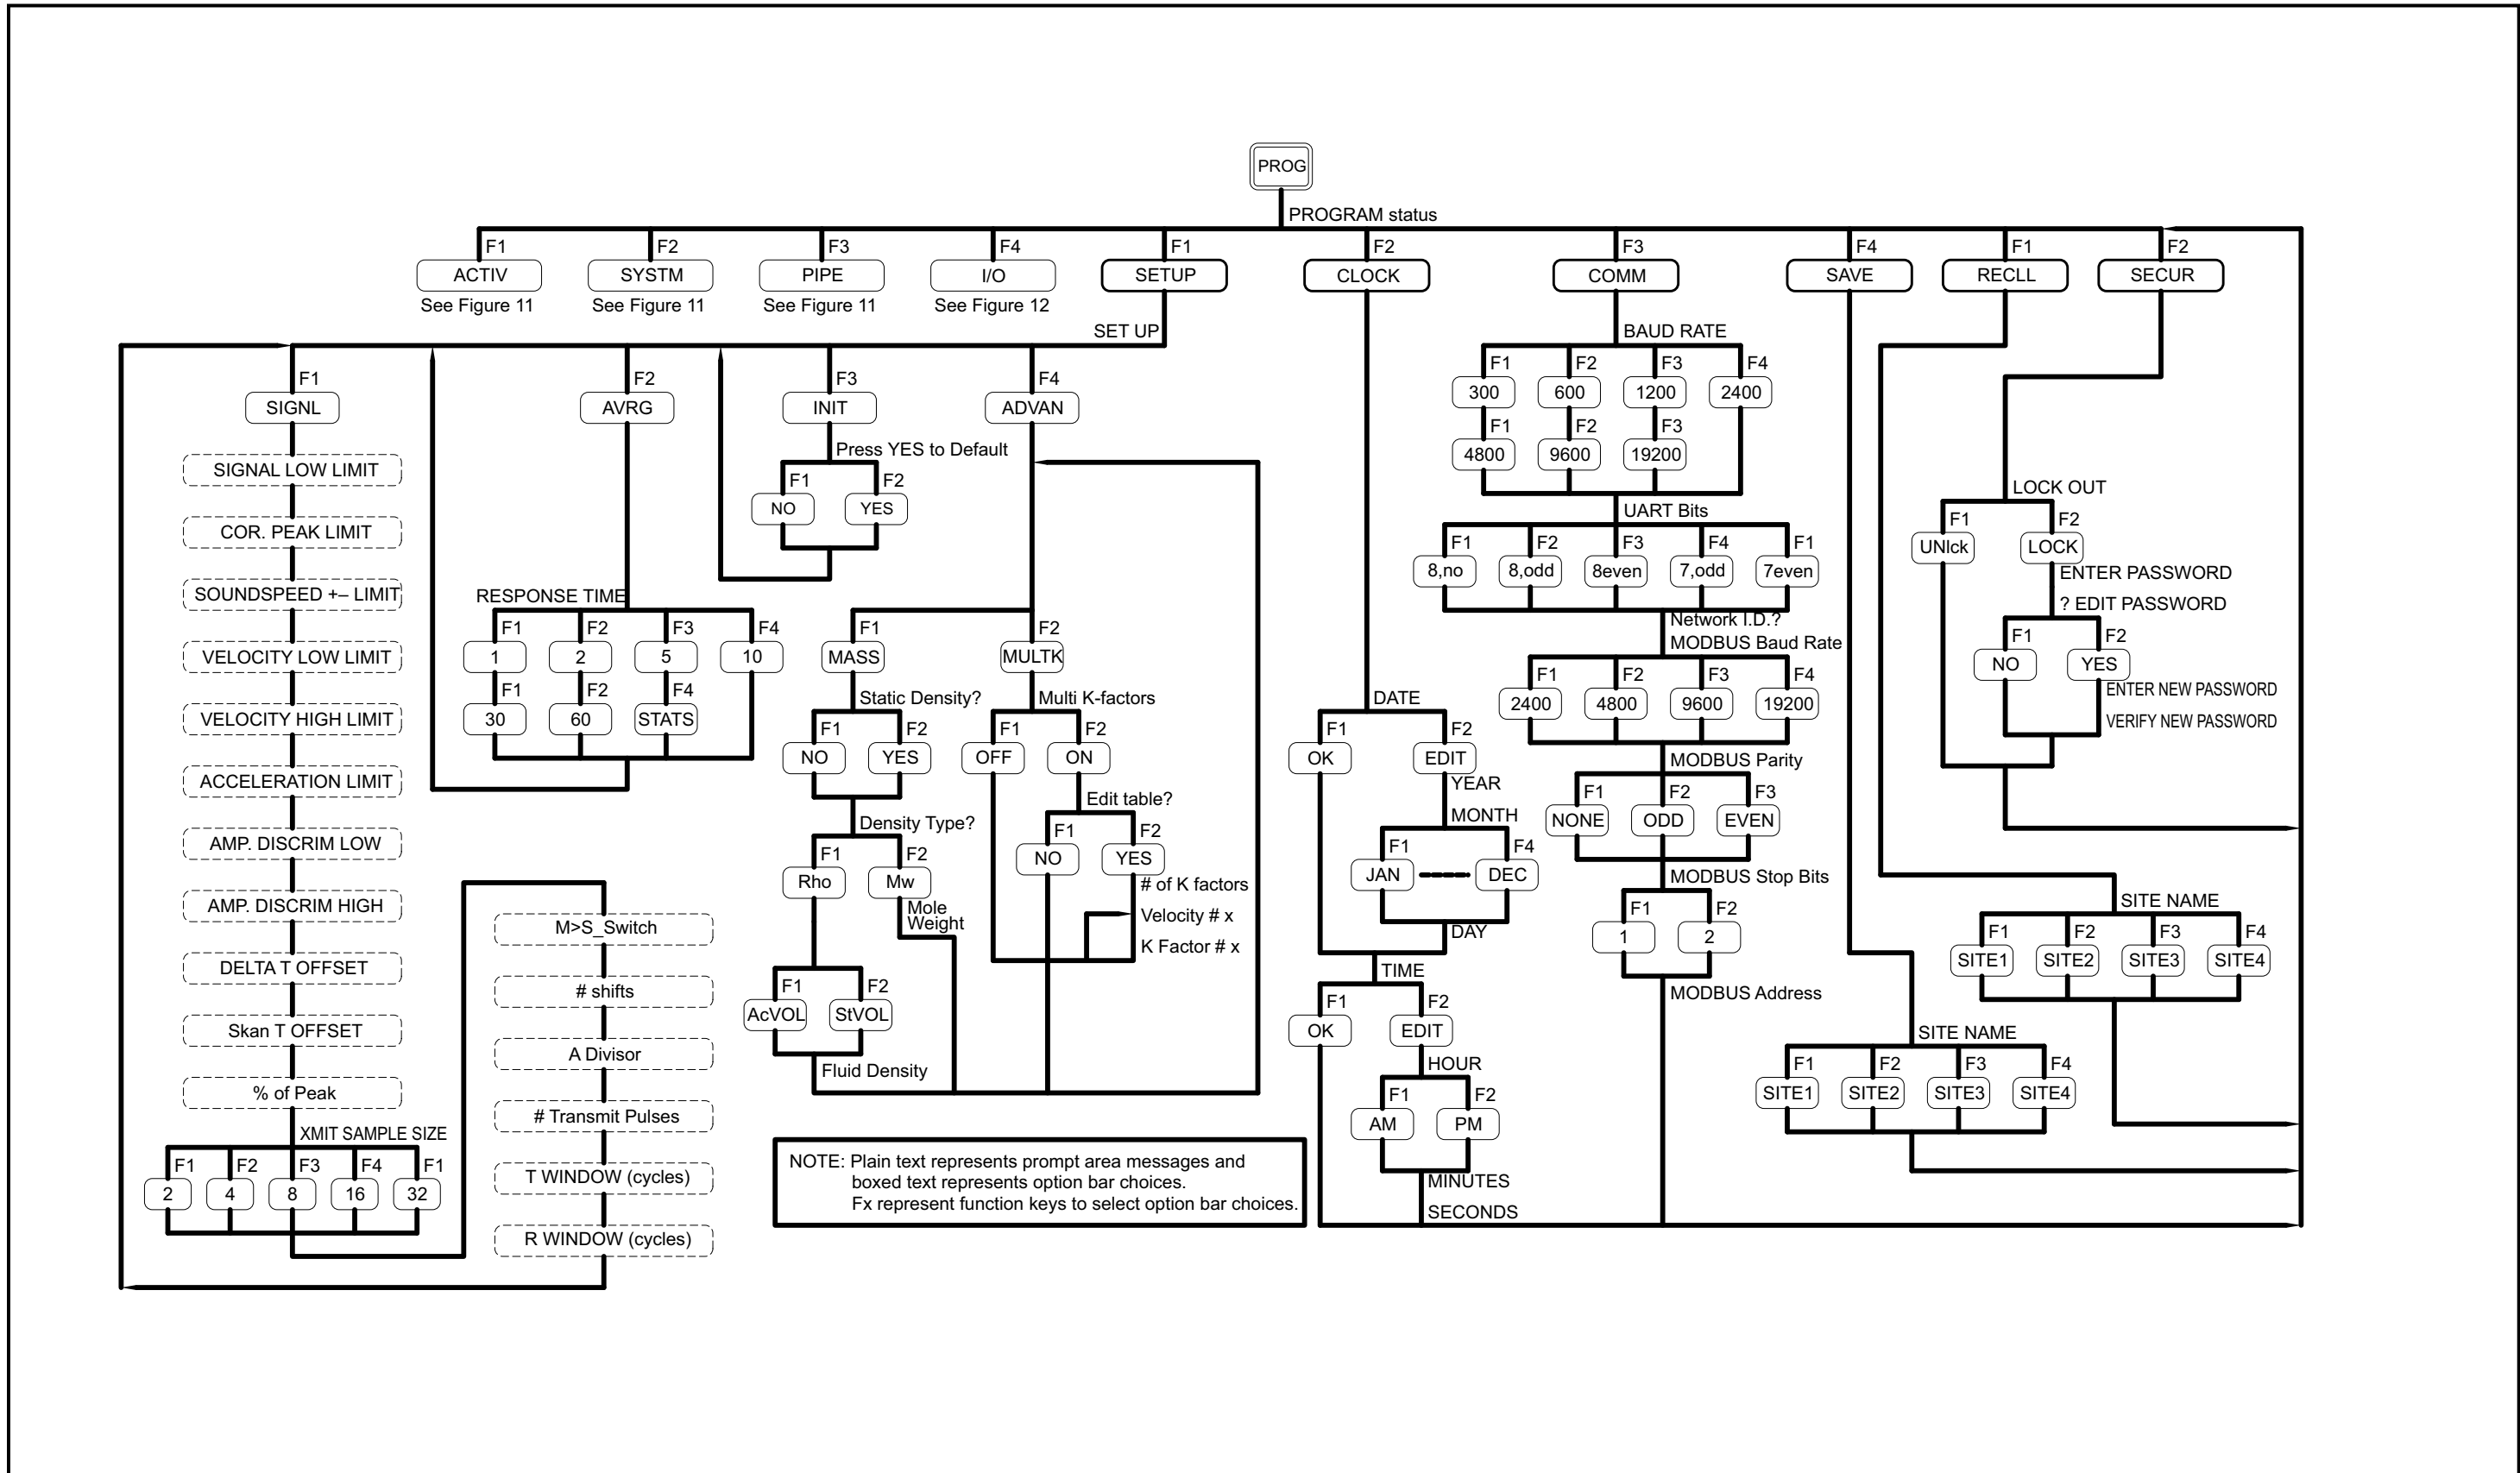 PROG
PROGRAM status
F1
F2
F3
F4
F1
F2
F3
F4
F1
F2
ACTIV
SYSTM
PIPE
I/O
SETUP
CLOCK
COMM
SAVE
RECLL
SECUR
See Figure 11
See Figure 11
See Figure 11
See Figure 12
SET UP
F1
SIGNL
SIGNAL LOW LIMIT
COR. PEAK LIMIT
SOUNDSPEED +– LIMIT
VELOCITY LOW LIMIT
VELOCITY HIGH LIMIT
ACCELERATION LIMIT
AMP. DISCRIM LOW
AMP. DISCRIM HIGH
DELTA T OFFSET
Skan T OFFSET
% of Peak
XMIT SAMPLE SIZE
F1
F2
F3
F4
F1
2
4
8
16
32
M>S_Switch
# shifts
A Divisor
# Transmit Pulses
T WINDOW (cycles)
R WINDOW (cycles)
F2
AVRG
RESPONSE TIME
F1
F2
F3
F4
1
2
5
10
F1
F2
F4
30
60
STATS
F3
INIT
Press YES to Default
F1
F2
NO
YES
F4
ADVAN
F1
F2
MASS
MULTK
Static Density?
F1
F2
NO
YES
Density Type?
F1
F2
Rho
Mw
Mole
Weight
F1
F2
AcVOL
StVOL
Fluid Density
Multi K-factors
F1
F2
OFF
ON
Edit table?
F1
F2
NO
YES
# of K factors
Velocity # x
K Factor # x
NOTE: Plain text represents prompt area messages and
boxed text represents option bar choices.
Fx represent function keys to select option bar choices.
DATE
F1
F2
OK
EDIT
YEAR
MONTH
F1
F4
JAN
DEC
DAY
TIME
F1
F2
OK
EDIT
HOUR
F1
F2
AM
PM
MINUTES
SECONDS
BAUD RATE
F1
F2
F3
F4
300
600
1200
2400
F1
F2
F3
4800
9600
19200
UART Bits
F1
F2
F3
F4
F1
8,no
8,odd
8even
7,odd
7even
Network I.D.?
MODBUS Baud Rate
F1
F2
F3
F4
2400
4800
9600
19200
MODBUS Parity
F1
F2
F3
NONE
ODD
EVEN
MODBUS Stop Bits
F1
F2
1
2
MODBUS Address
SITE NAME
F1
F2
F3
F4
SITE1
SITE2
SITE3
SITE4
SITE NAME
F1
F2
F3
F4
SITE1
SITE2
SITE3
SITE4
LOCK OUT
F1
F2
UNlck
LOCK
ENTER PASSWORD
? EDIT PASSWORD
F1
F2
NO
YES
ENTER NEW PASSWORD
VERIFY NEW PASSWORD